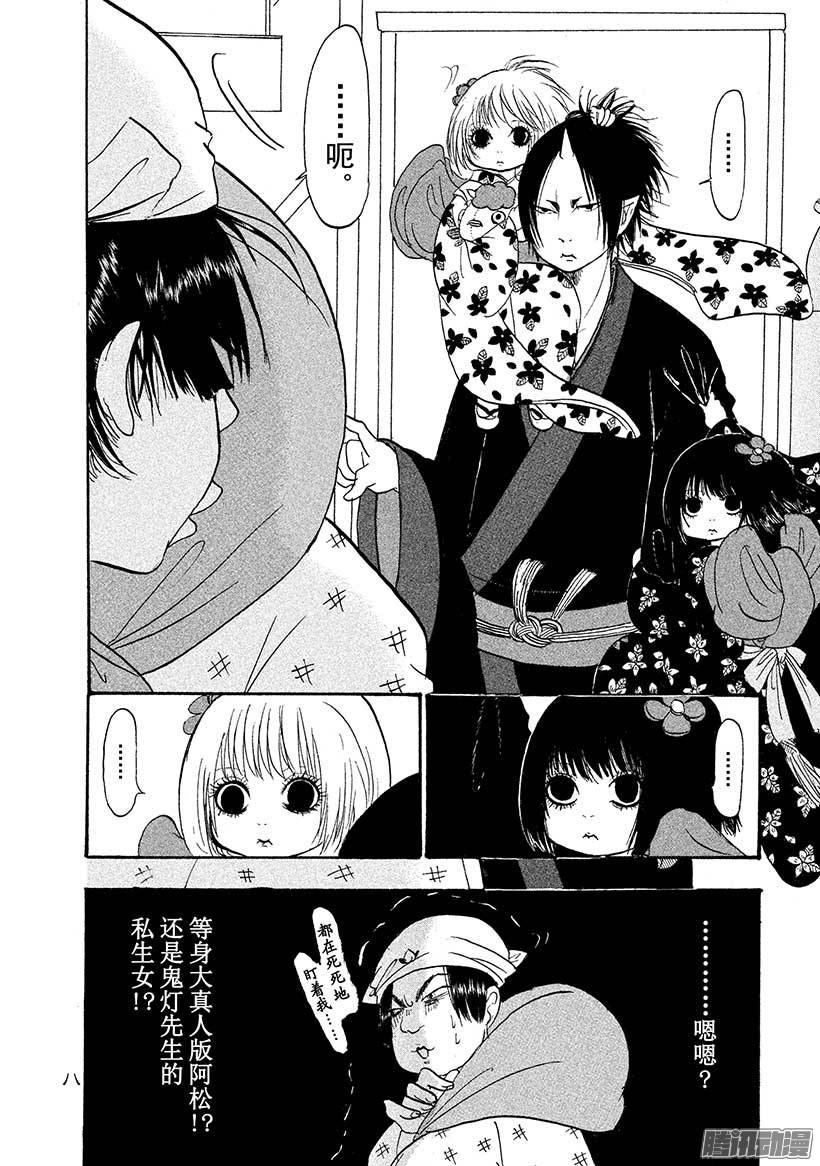 ……
……呃。
……
……
…………嗯嗯？
都在死死地
盯着我……
等身大真人版阿松!?
还是鬼灯先生的
私生女!?
八
腾讯动漫